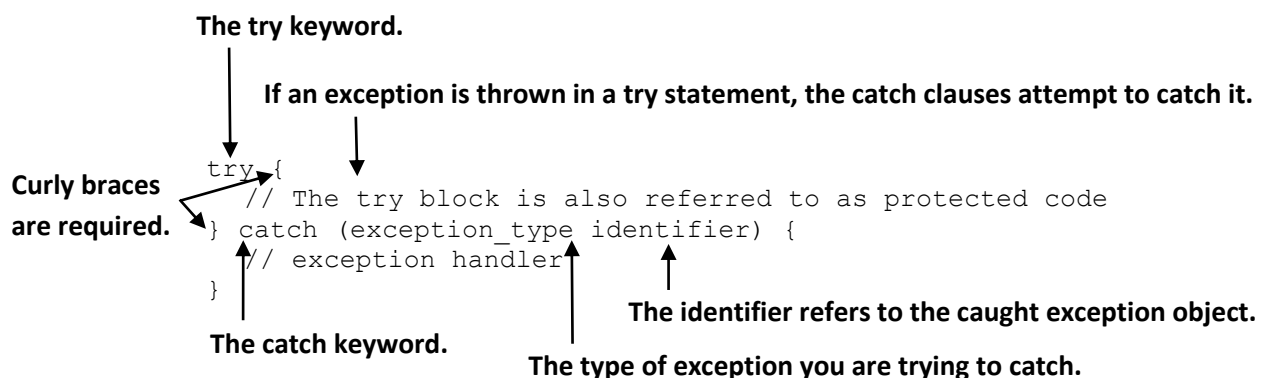 The try keyword.
If an exception is thrown in a try statement, the catch clauses attempt to catch it.
try {
Curly braces
// The try block is also referred to as protected code
are required.
} catch (exception_type identifier) {
// exception handler
}
The identifier refers to the caught exception object.
The catch keyword.
The type of exception you are trying to catch.